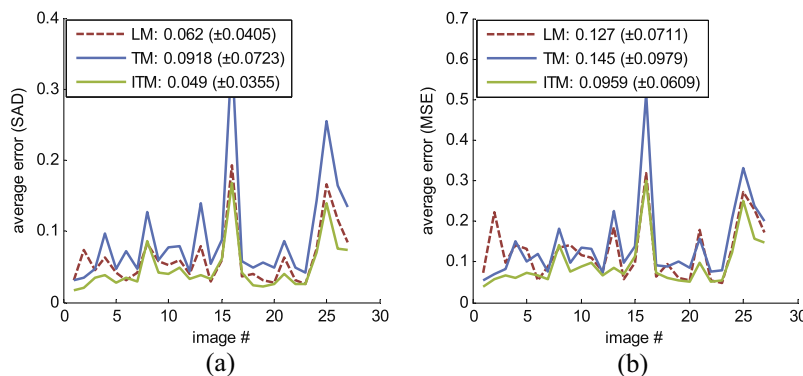 0.4
0.3
0.2
0.1
0
average error (SAD)
LM: 0.062 (±0.0405)
TM: 0.0918 (±0.0723)
ITM: 0.049 (±0.0355)
0 5 10 15 20 25 30
image #
(a)
0.7
0.6
0.5
0.4
0.3
0.2
0.1
0
average error (MSE)
LM: 0.127 (±0.0711)
TM: 0.145 (±0.0979)
ITM: 0.0959 (±0.0609)
0 5 10 15 20 25 30
image #
(b)